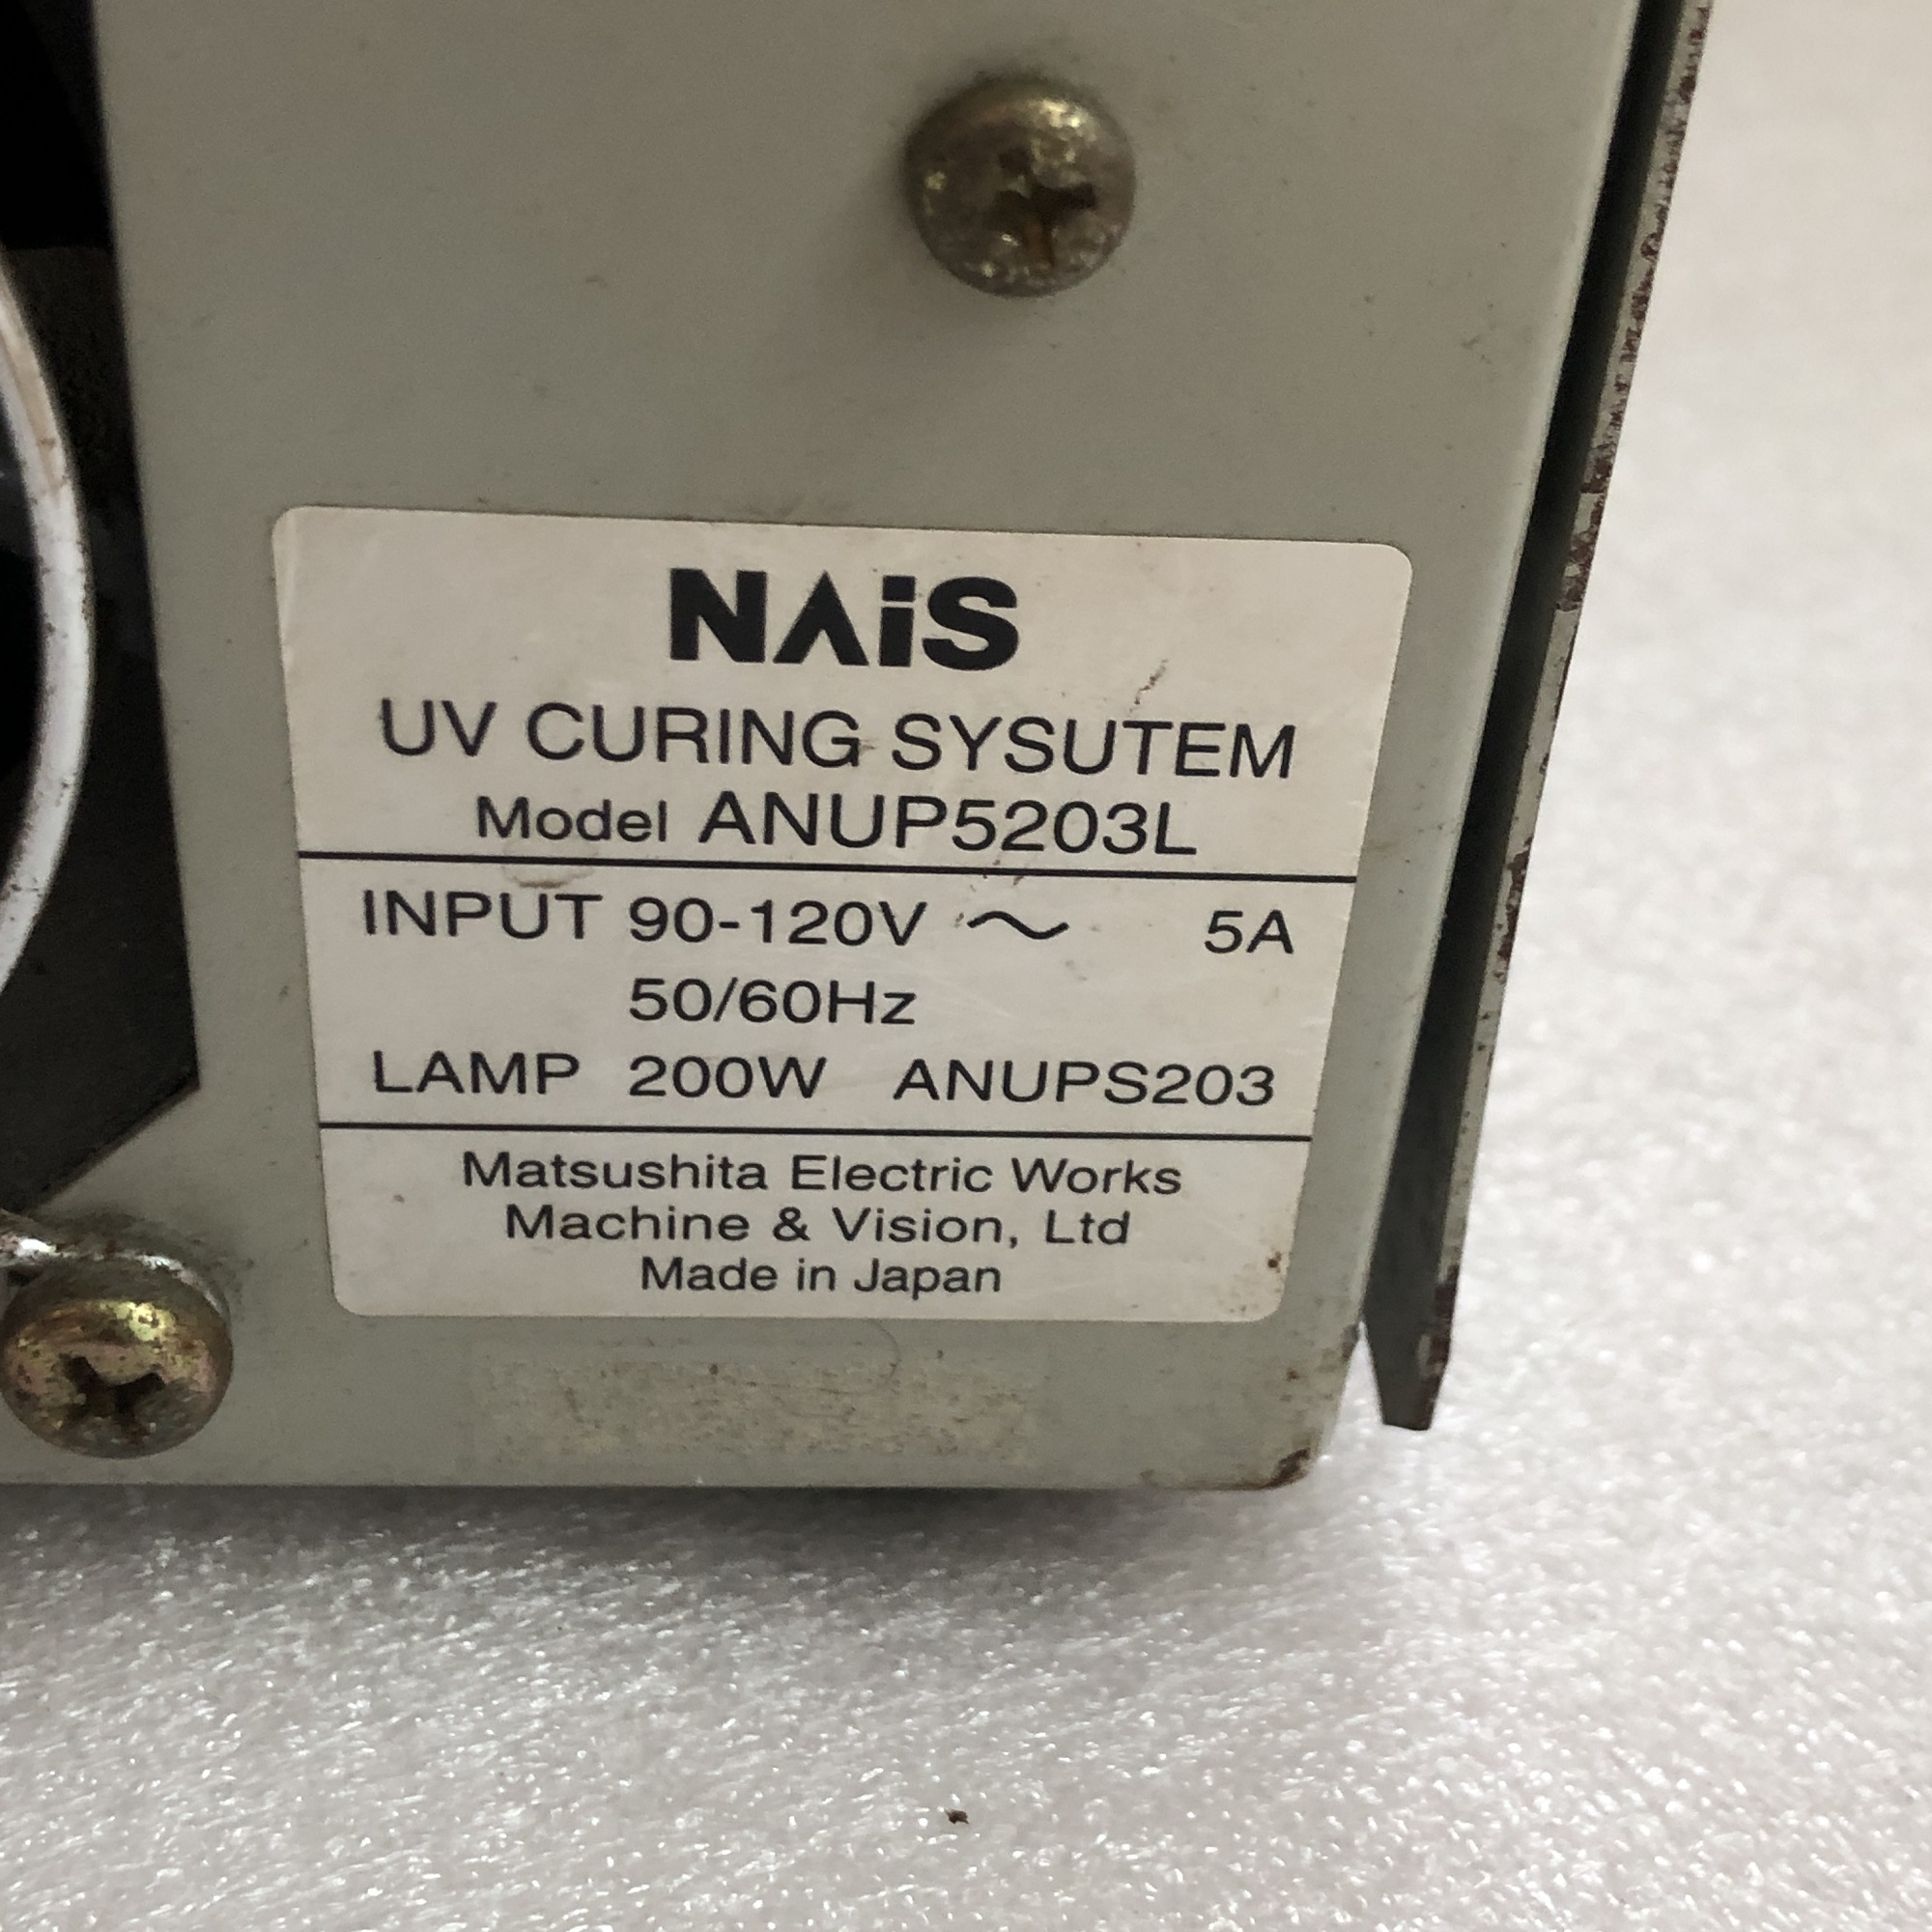 NAiS
UV CURING SYSUTEM
Model ANUP5203L
INPUT 90-120V ~ 5A
50/60Hz
LAMP 200W ANUPS203
Matsushita Electric Works
Machine & Vision, Ltd
Made in Japan